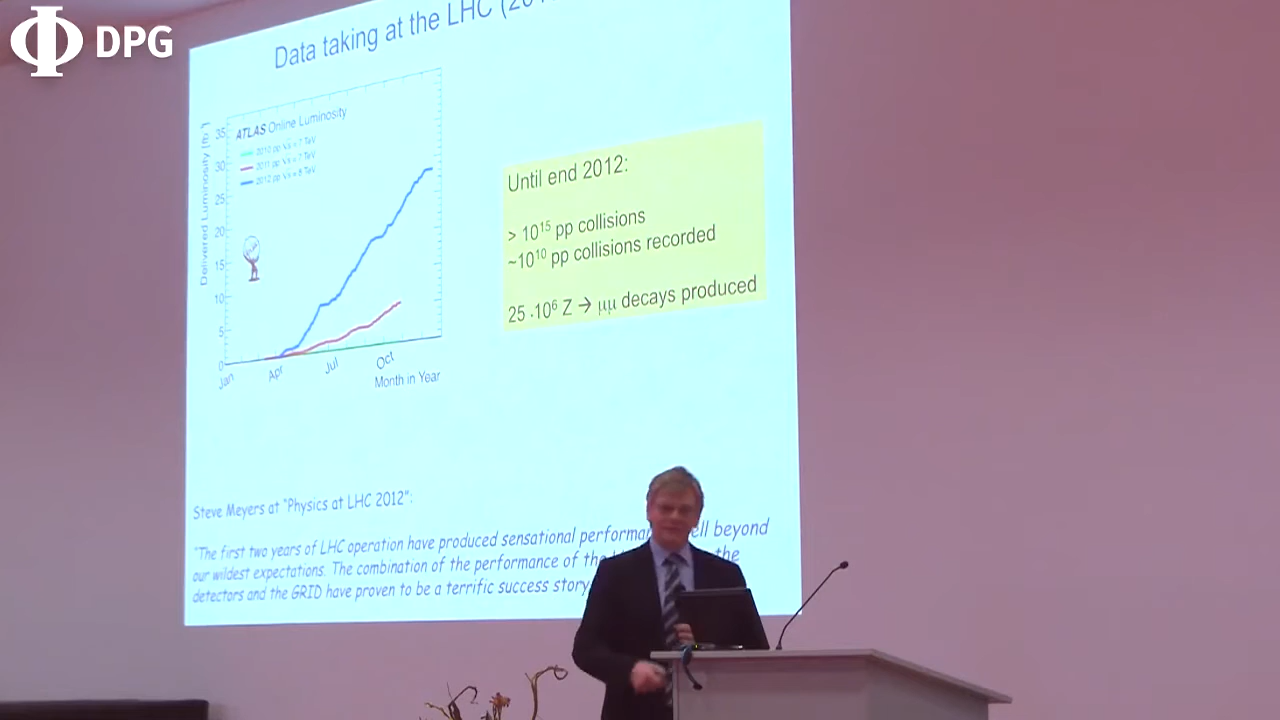 DPG
Data taking at the LHC
ATLAS Online Luminosity
2010 pp √s = 7 TeV
2011 pp √s = 7 TeV
2012 pp √s = 8 TeV
Delivered Luminosity [fb⁻¹]
35
30
25
20
15
10
5
0
Jan Apr Jul Oct
Month in Year
Until end 2012:
> 10¹⁵ pp collisions
~10¹⁰ pp collisions recorded
25 ·10⁶ Z → μμ decays produced
Steve Meyers at "Physics at LHC 2012":
"The first two years of LHC operation have produced sensational beyond
our wildest expectations. The combination of the performance of the the
detectors and the GRID have proven to be a terrific success story